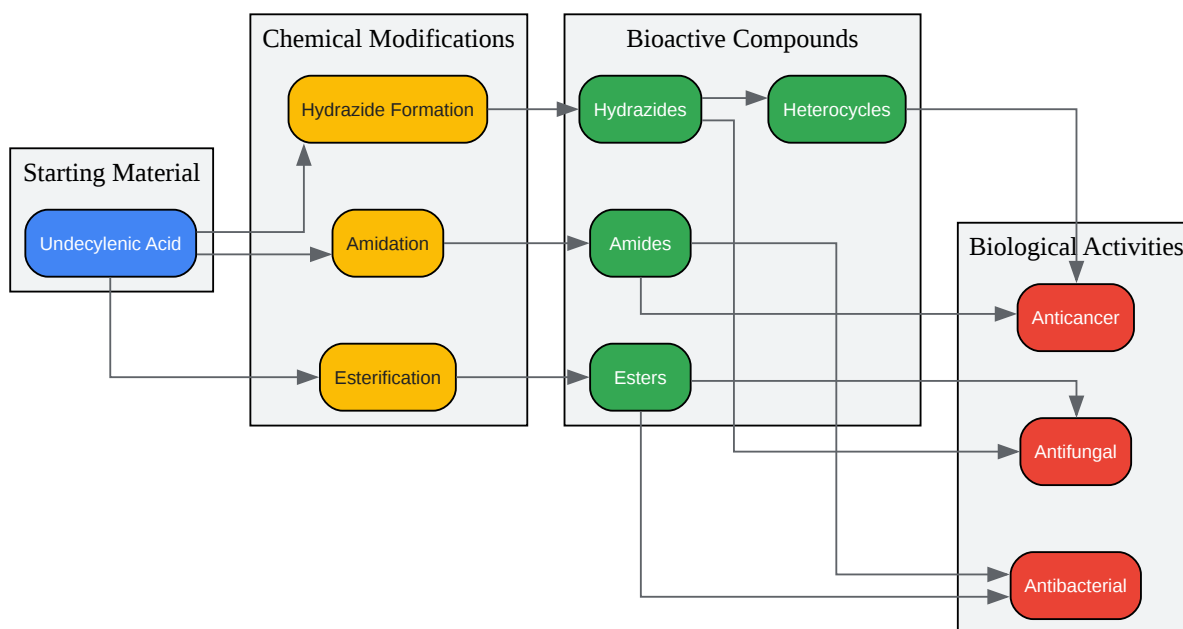 Starting Material
Undecylenic Acid
Chemical Modifications
Hydrazide Formation
Amidation
Esterification
Bioactive Compounds
Hydrazides
Heterocycles
Amides
Esters
Biological Activities
Anticancer
Antifungal
Antibacterial